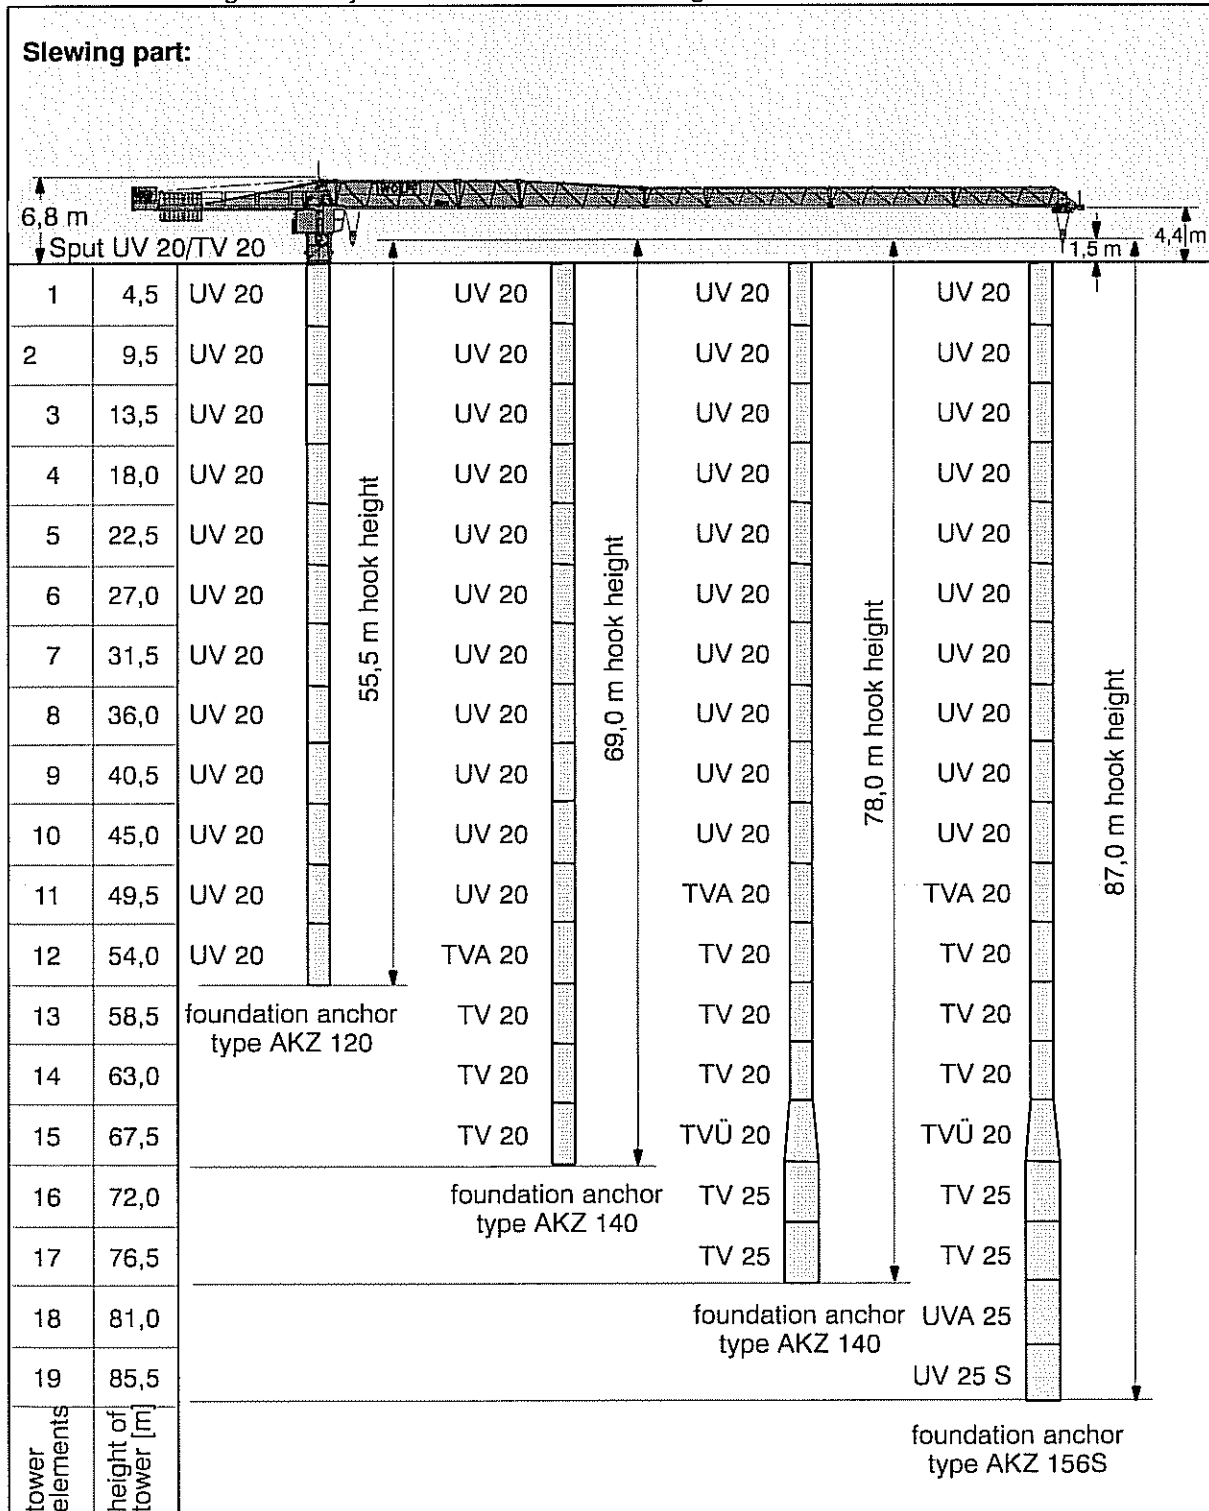 Slewing part:
6,8 m
Sput UV 20/TV 20
1,5 m
4,4 m
1 4,5 UV 20 UV 20 UV 20 UV 20
2 9,5 UV 20 UV 20 UV 20 UV 20
3 13,5 UV 20 UV 20 UV 20 UV 20
4 18,0 UV 20 UV 20 UV 20 UV 20
5 22,5 UV 20 UV 20 UV 20 UV 20
6 27,0 UV 20 UV 20 UV 20 UV 20
7 31,5 UV 20 UV 20 UV 20 UV 20
8 36,0 UV 20 UV 20 UV 20 UV 20
9 40,5 UV 20 UV 20 UV 20 UV 20
10 45,0 UV 20 UV 20 UV 20 UV 20
11 49,5 UV 20 UV 20 TVA 20 TVA 20
12 54,0 UV 20 TVA 20 TV 20 TV 20
13 58,5 TV 20 TV 20 TV 20
14 63,0 TV 20 TV 20 TV 20
15 67,5 TV 20 TVÜ 20 TVÜ 20
16 72,0 TV 25 TV 25
17 76,5 TV 25 TV 25
18 81,0 UVA 25
19 85,5 UV 25 S
tower
elements
height of
tower [m]
55,5 m hook height
69,0 m hook height
78,0 m hook height
87,0 m hook height
foundation anchor
type AKZ 120
foundation anchor
type AKZ 140
foundation anchor
type AKZ 140
foundation anchor
type AKZ 156S